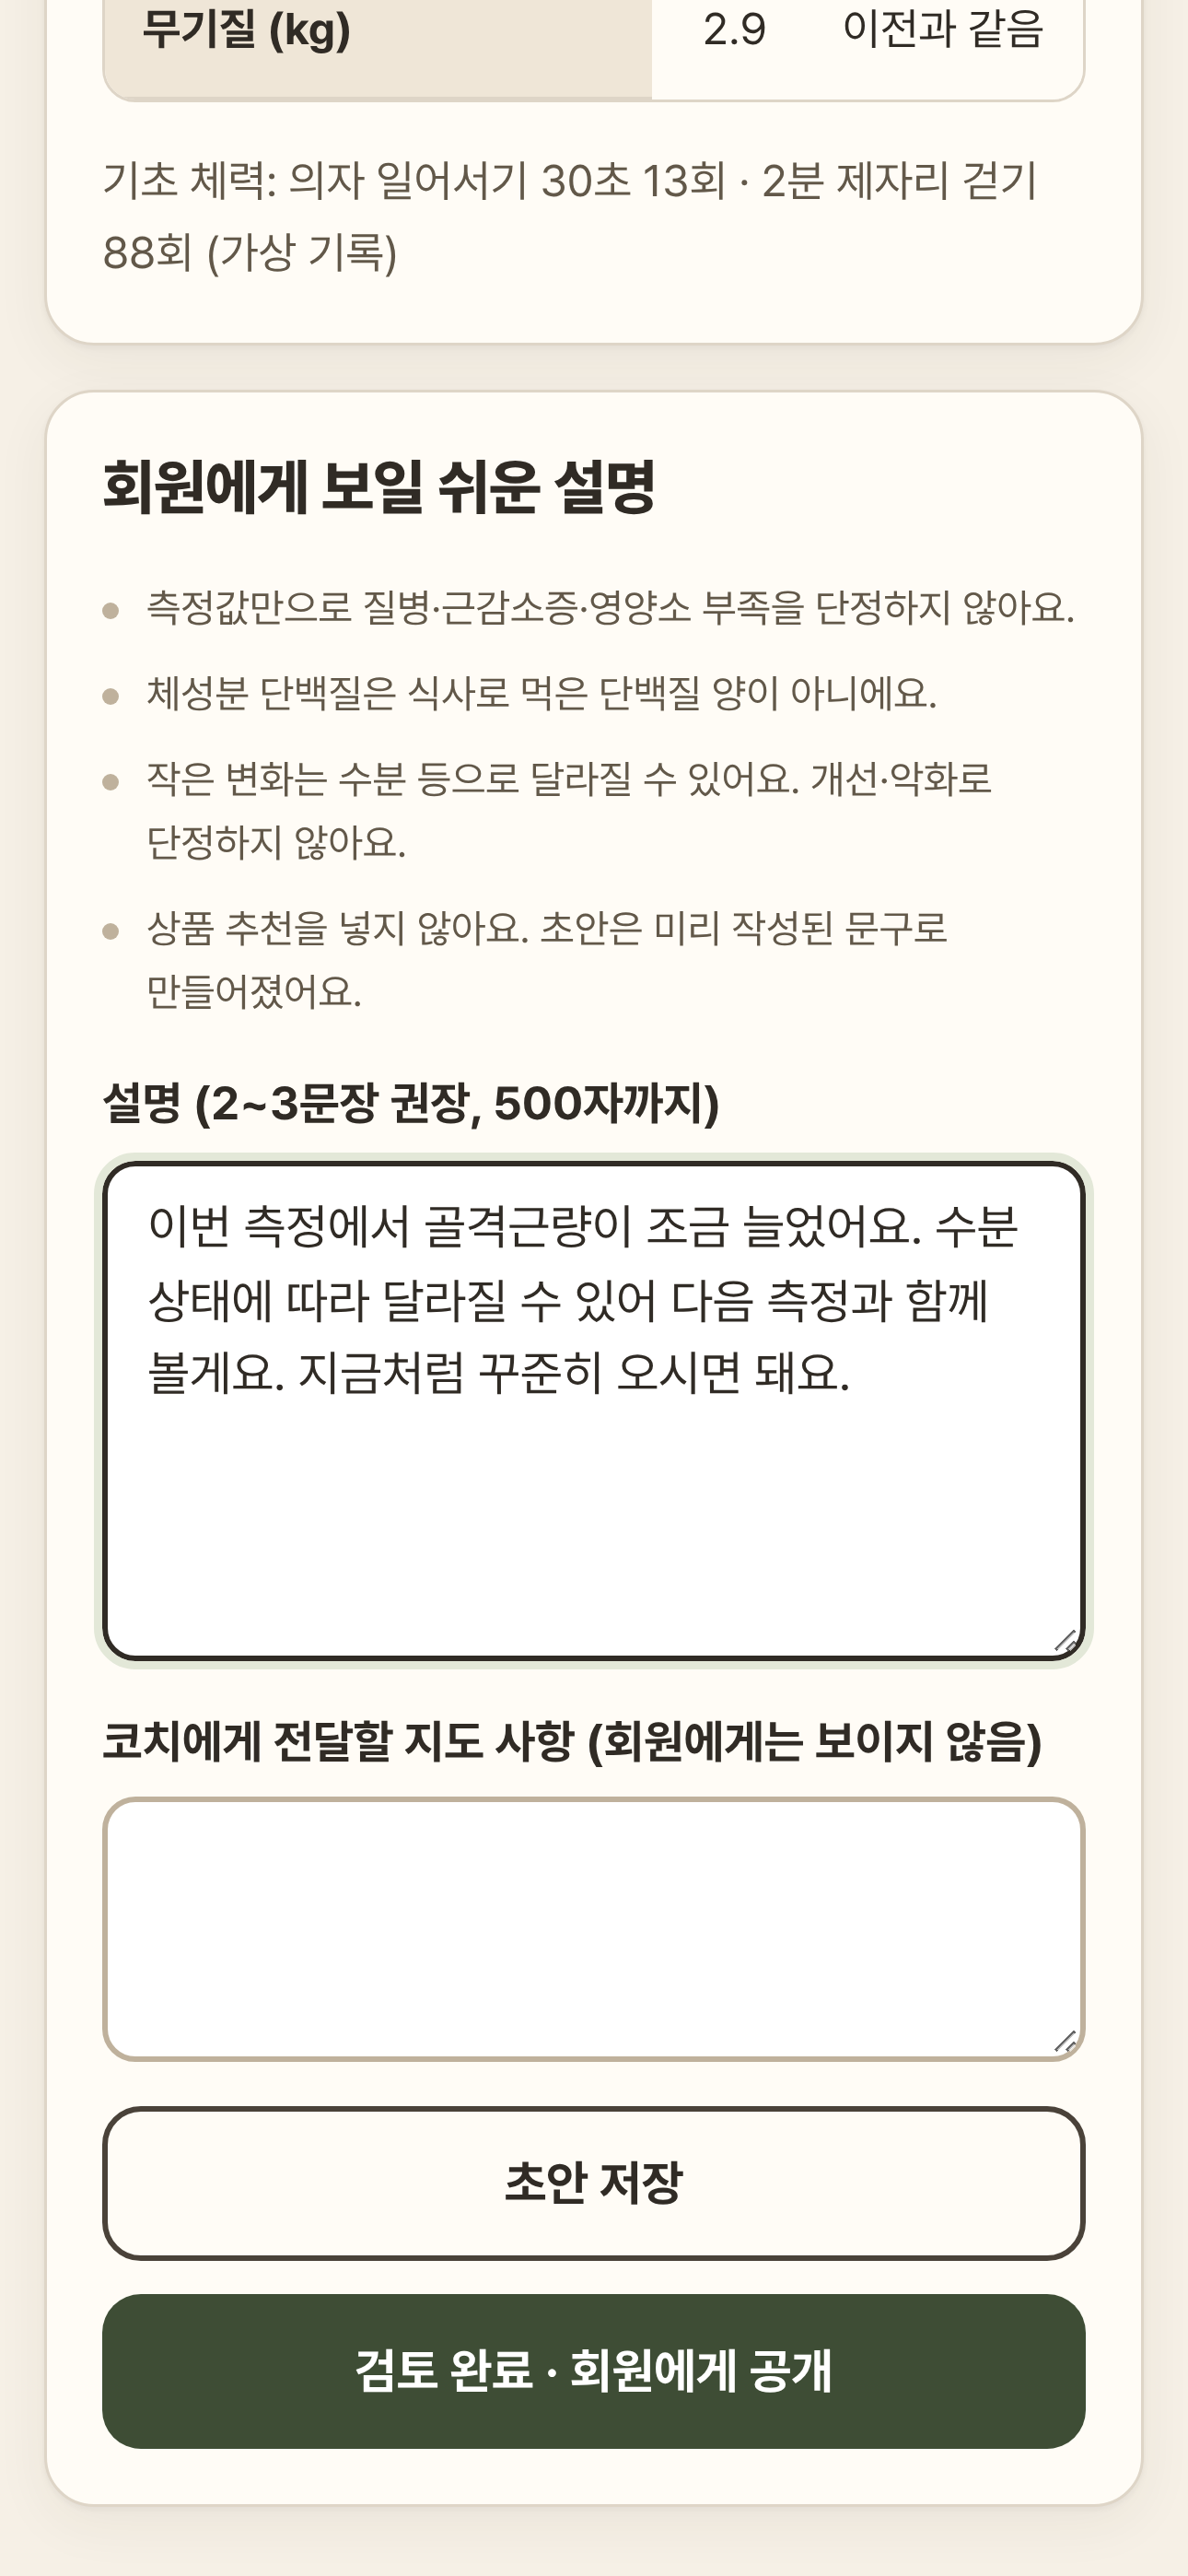 무기질 (kg) 2.9 이전과 같음
기초 체력: 의자 일어서기 30초 13회 · 2분 제자리 걷기
88회 (가상 기록)
회원에게 보일 쉬운 설명
측정값만으로 질병·근감소증·영양소 부족을 단정하지 않아요.
체성분 단백질은 식사로 먹은 단백질 양이 아니에요.
작은 변화는 수분 등으로 달라질 수 있어요. 개선·악화로
단정하지 않아요.
상품 추천을 넣지 않아요. 초안은 미리 작성된 문구로
만들어졌어요.
설명 (2~3문장 권장, 500자까지)
이번 측정에서 골격근량이 조금 늘었어요. 수분
상태에 따라 달라질 수 있어 다음 측정과 함께
볼게요. 지금처럼 꾸준히 오시면 돼요.
코치에게 전달할 지도 사항 (회원에게는 보이지 않음)
초안 저장
검토 완료 · 회원에게 공개